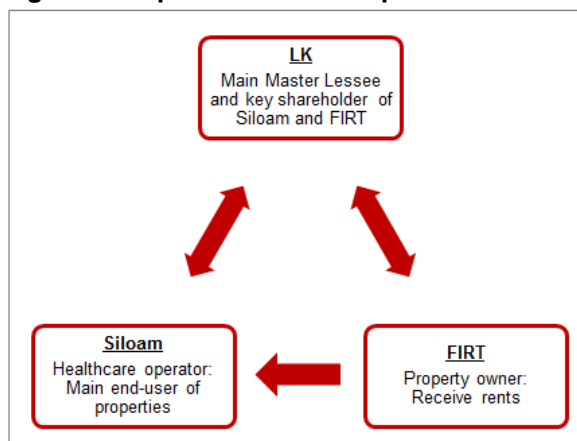 LK
Main Master Lessee
and key shareholder of
Siloam and FIRT
Siloam
Healthcare operator:
Main end-user of
properties
FIRT
Property owner:
Receive rents